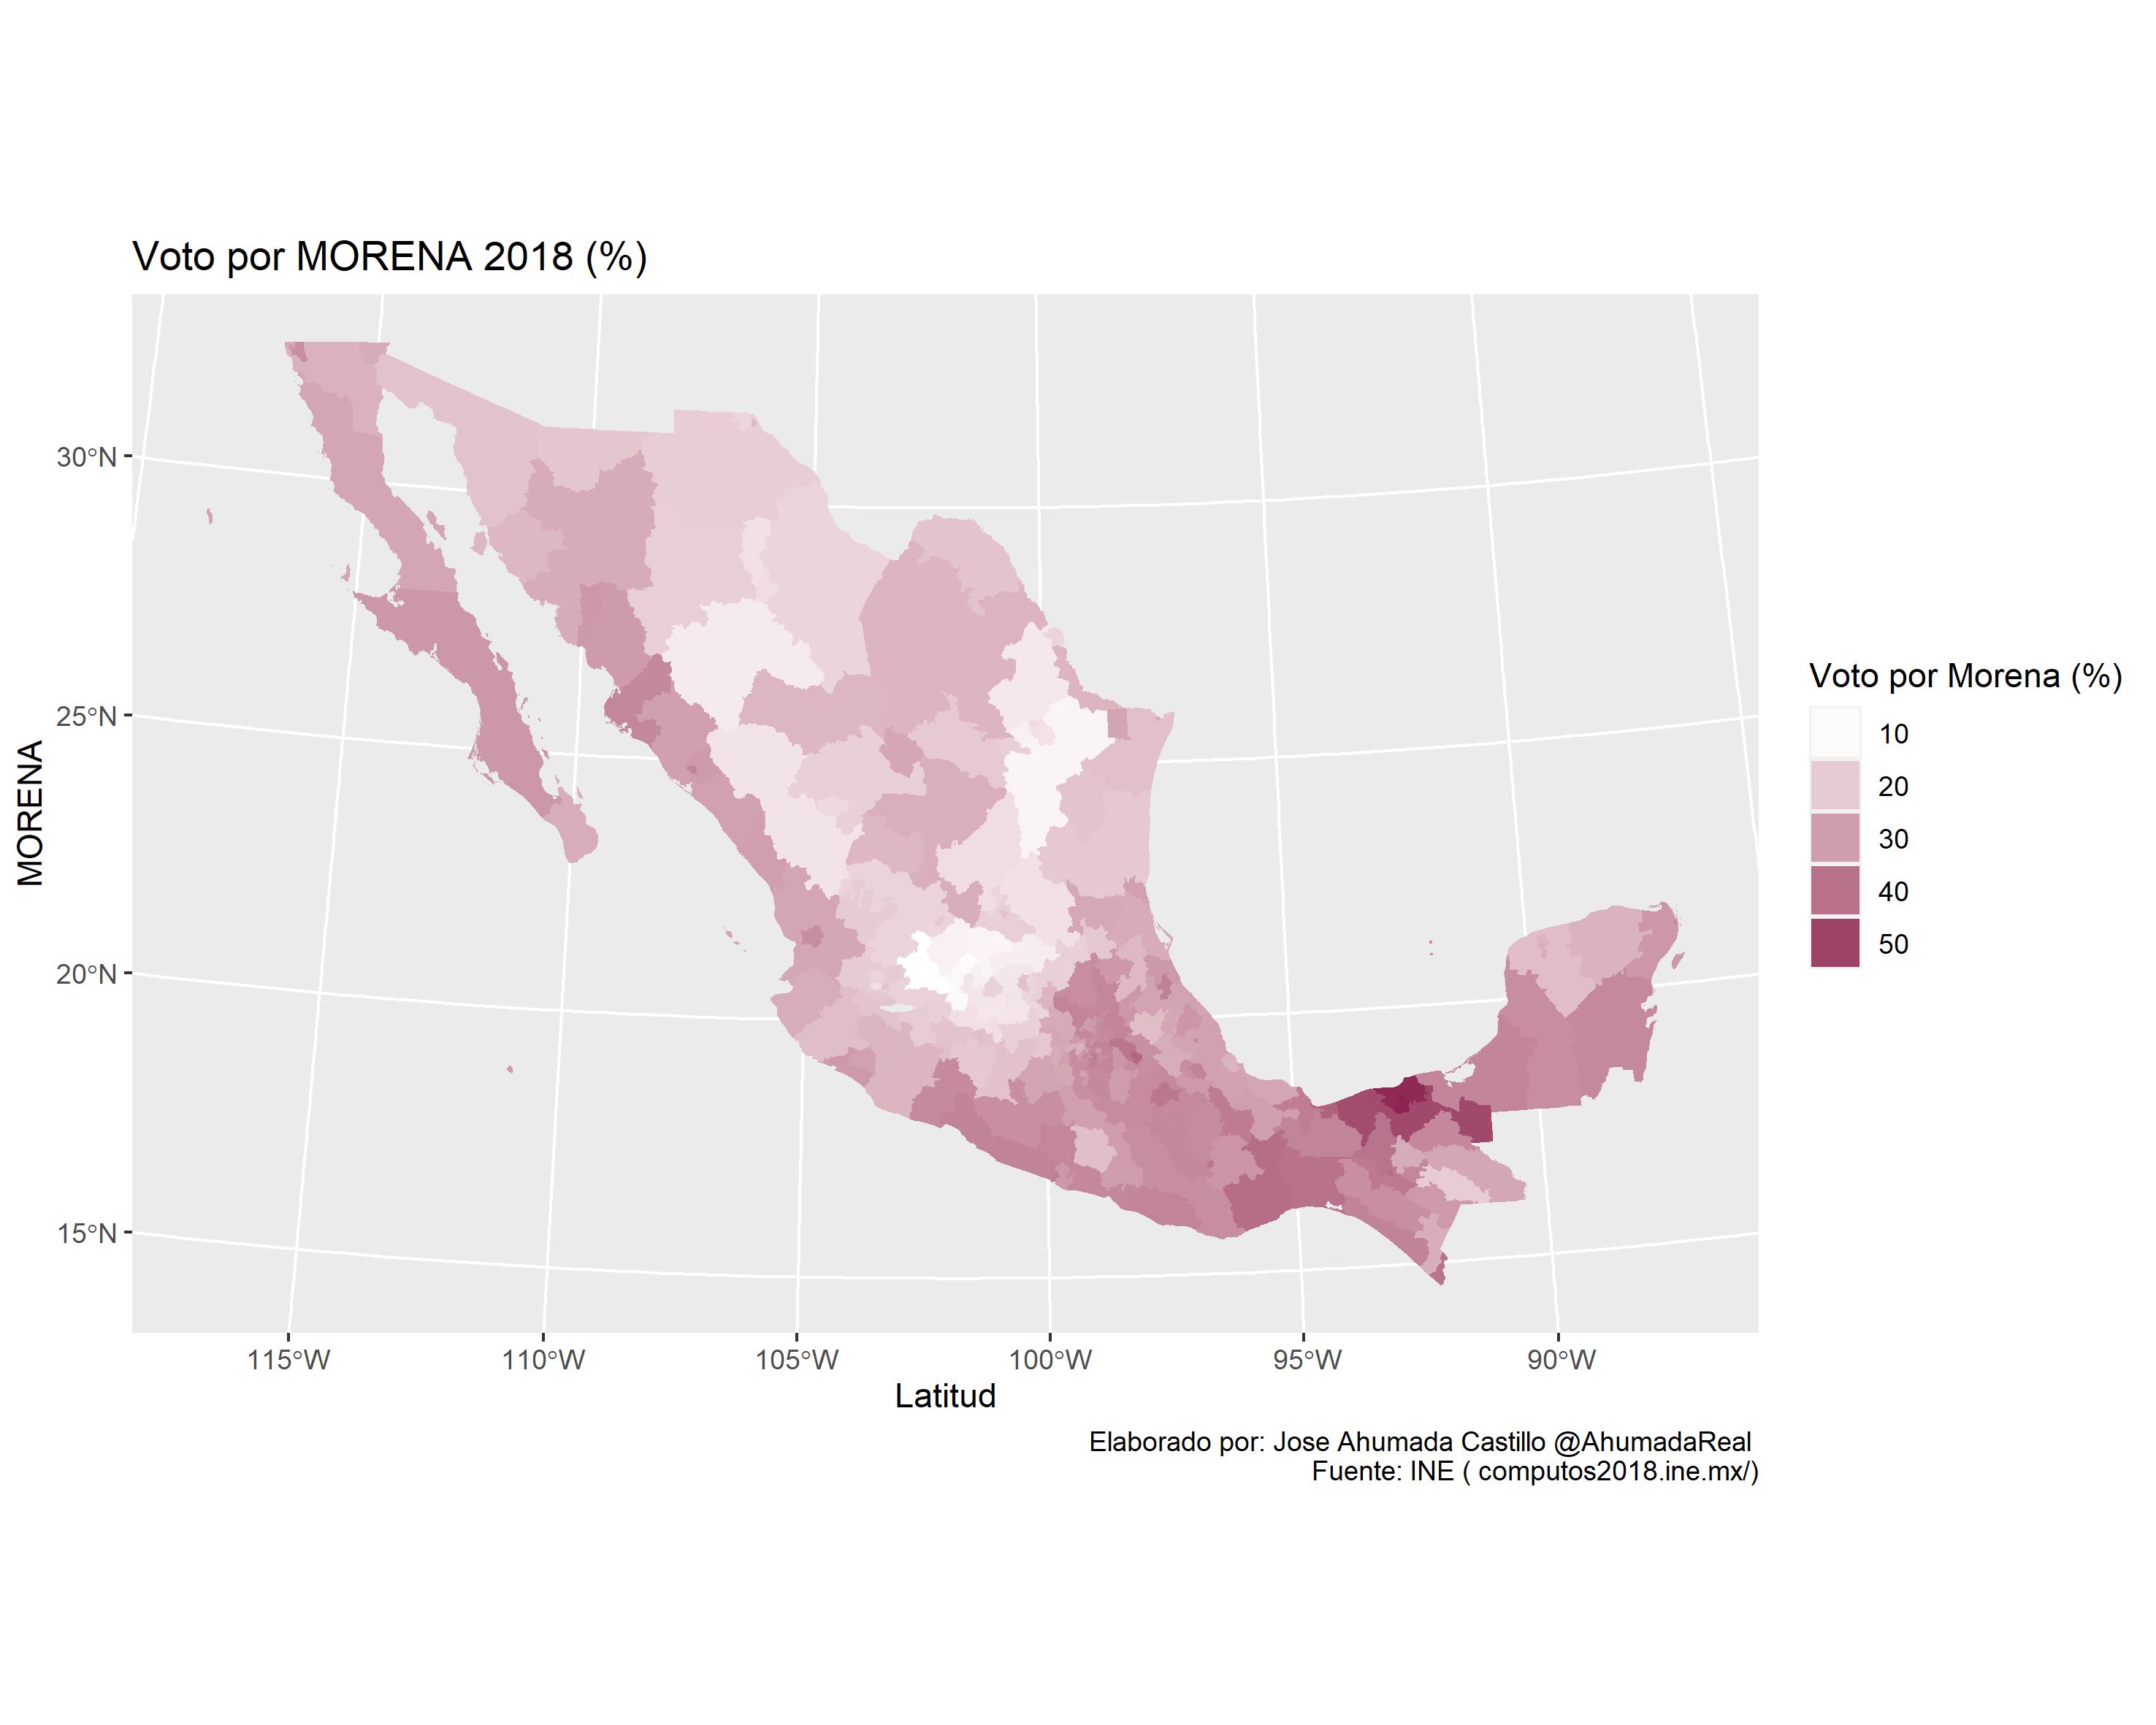 Voto por MORENA 2018 (%)
30°N
25°N
20°N
15°N
MORENA
115°W
110°W
105°W
100°W
95°W
90°W
Latitud
Voto por Morena (%)
10
20
30
40
50
Elaborado por: Jose Ahumada Castillo @AhumadaReal
Fuente: INE ( computos2018.ine.mx/)